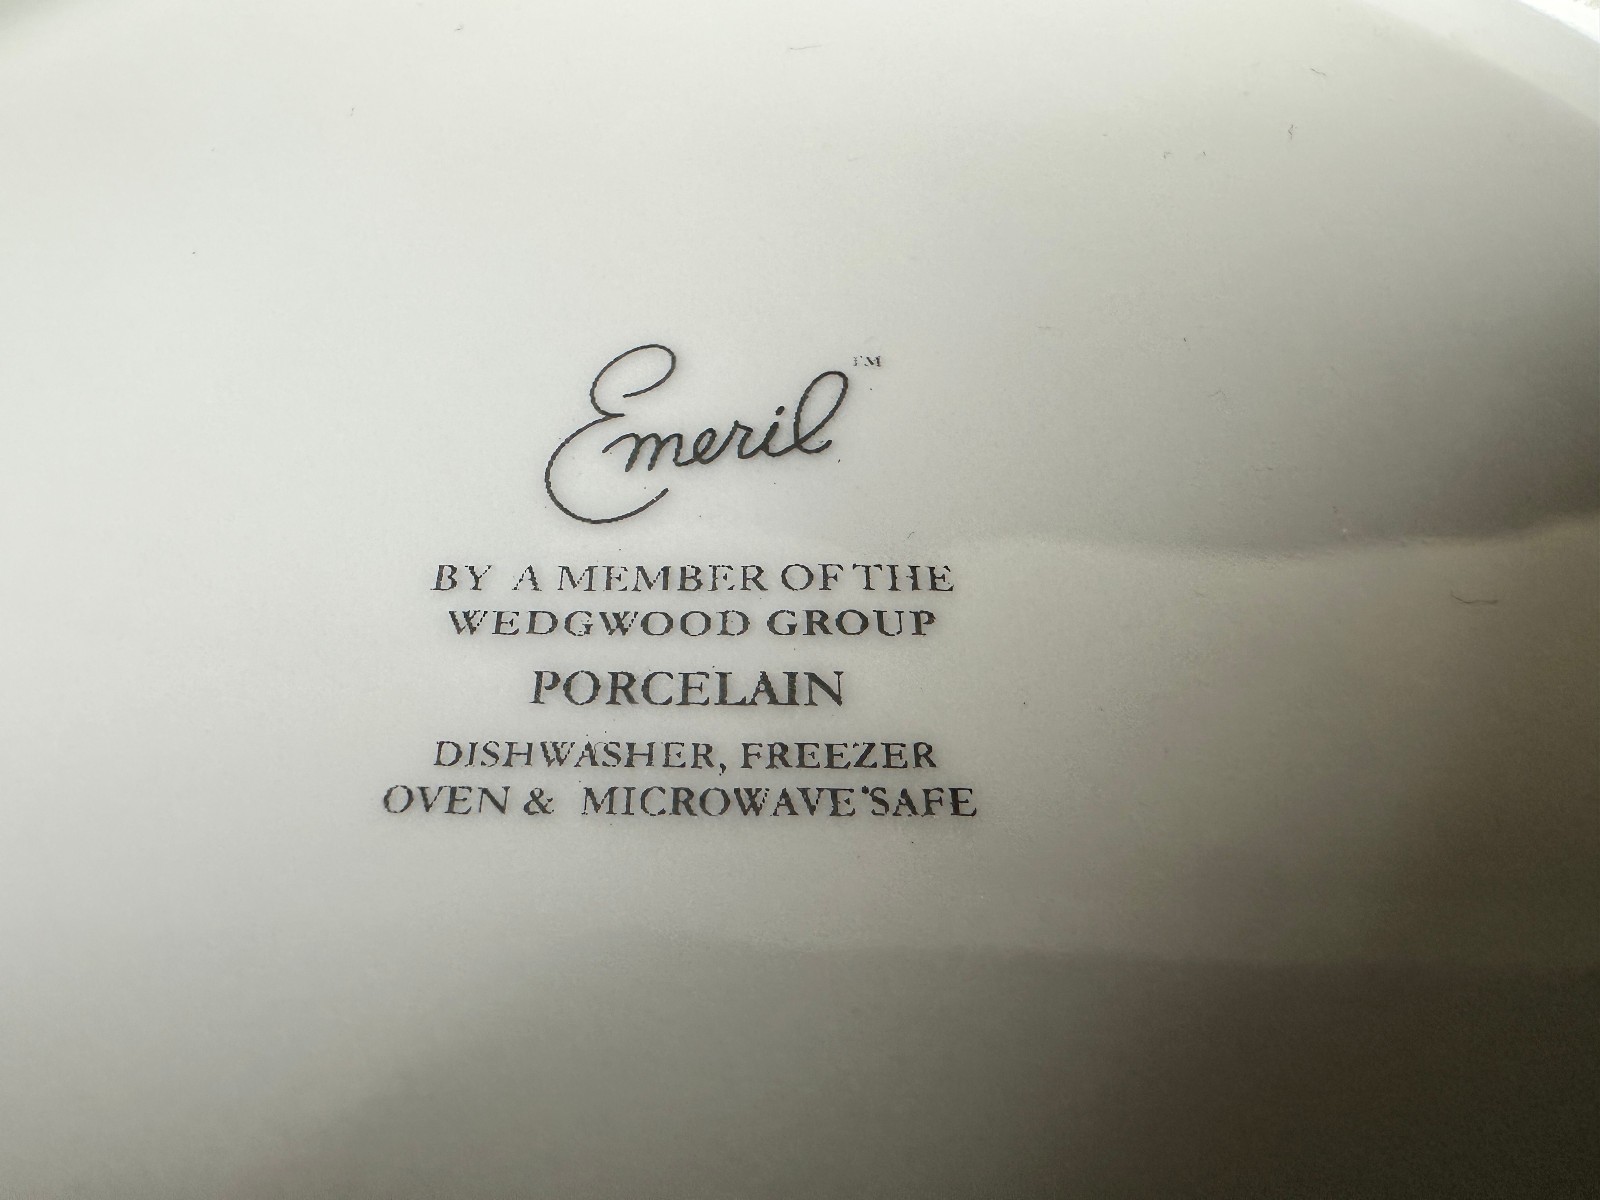 Emeril™
BY A MEMBER OF THE
WEDGWOOD GROUP
PORCELAIN
DISHWASHER, FREEZER
OVEN & MICROWAVE SAFE